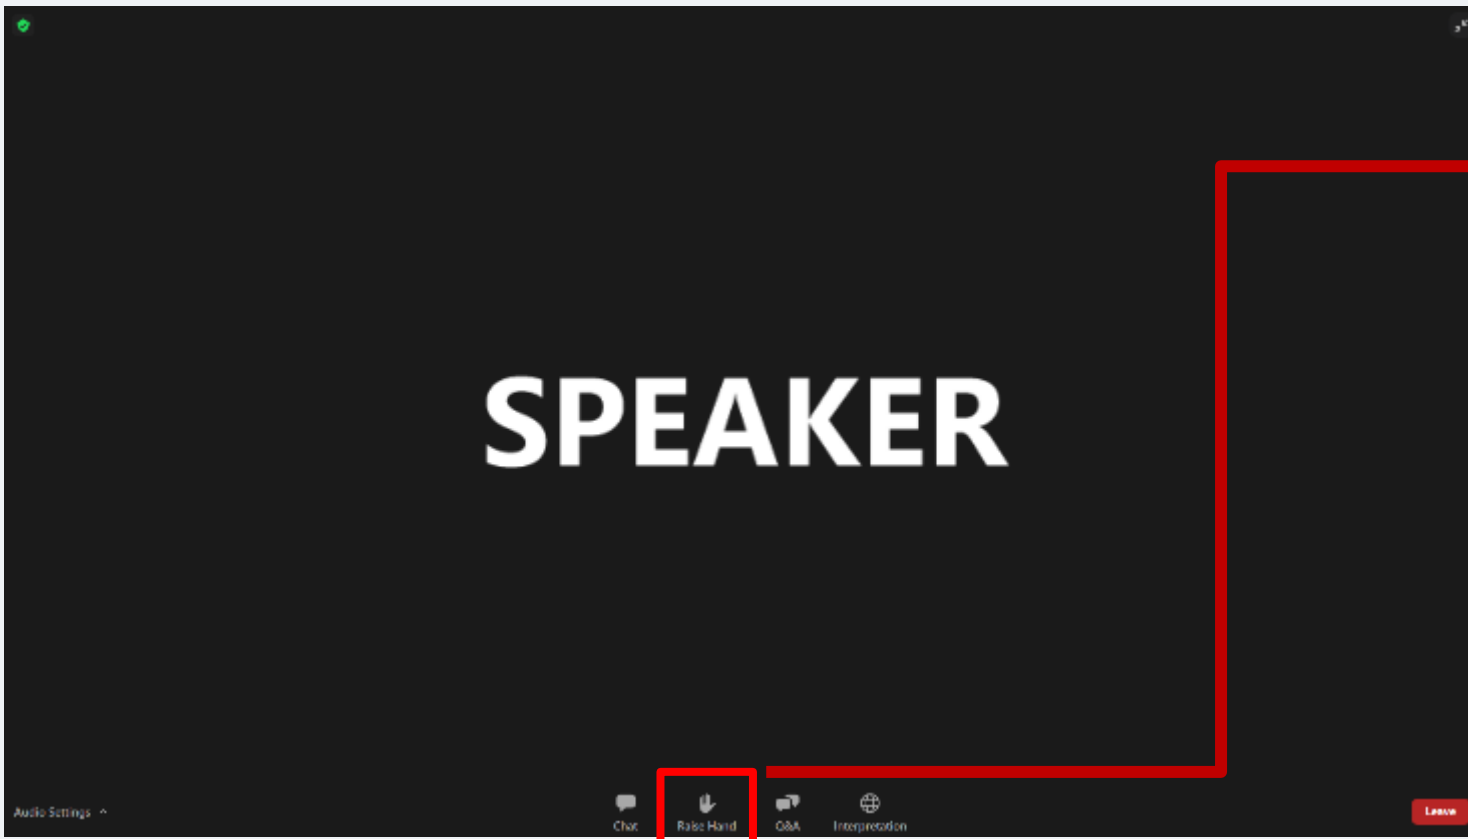 SPEAKER
Audio Settings
Chat
Raise Hand
Q&A
Interpretation
Leave